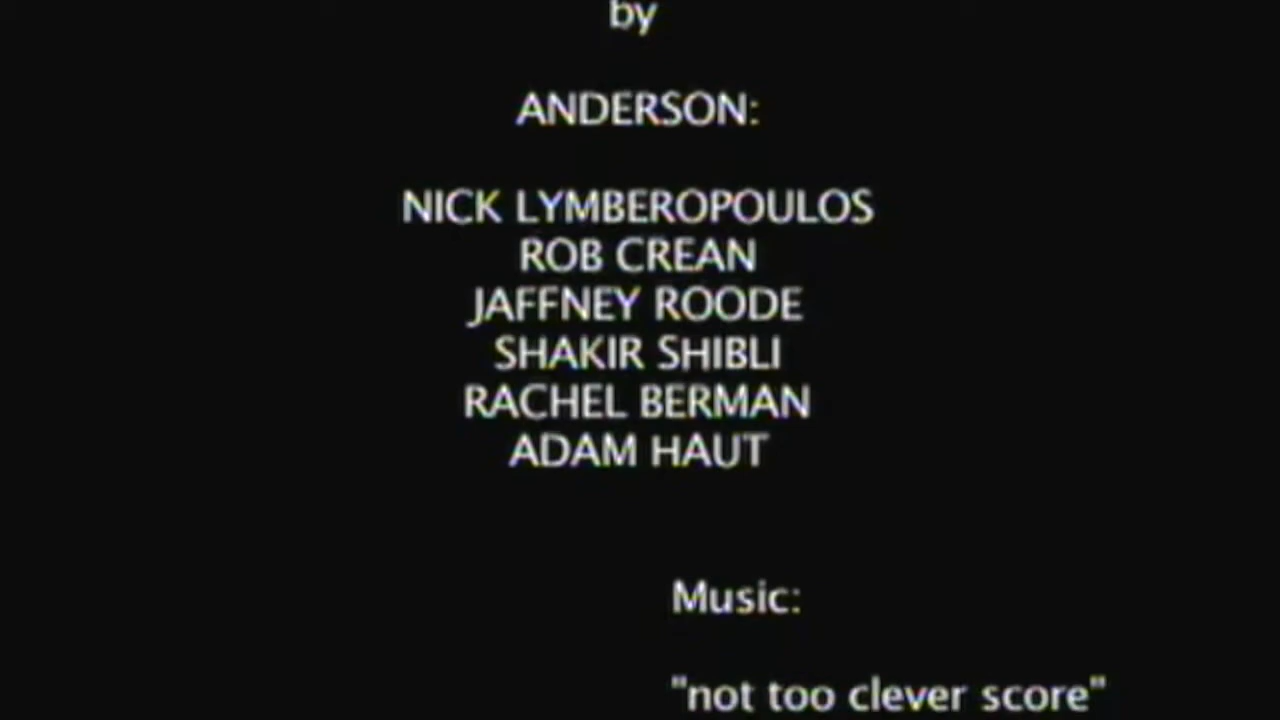 by
ANDERSON:
NICK LYMBEROPOULOS
ROB CREAN
JAFFNEY ROODE
SHAKIR SHIBLI
RACHEL BERMAN
ADAM HAUT
Music:
"not too clever score"